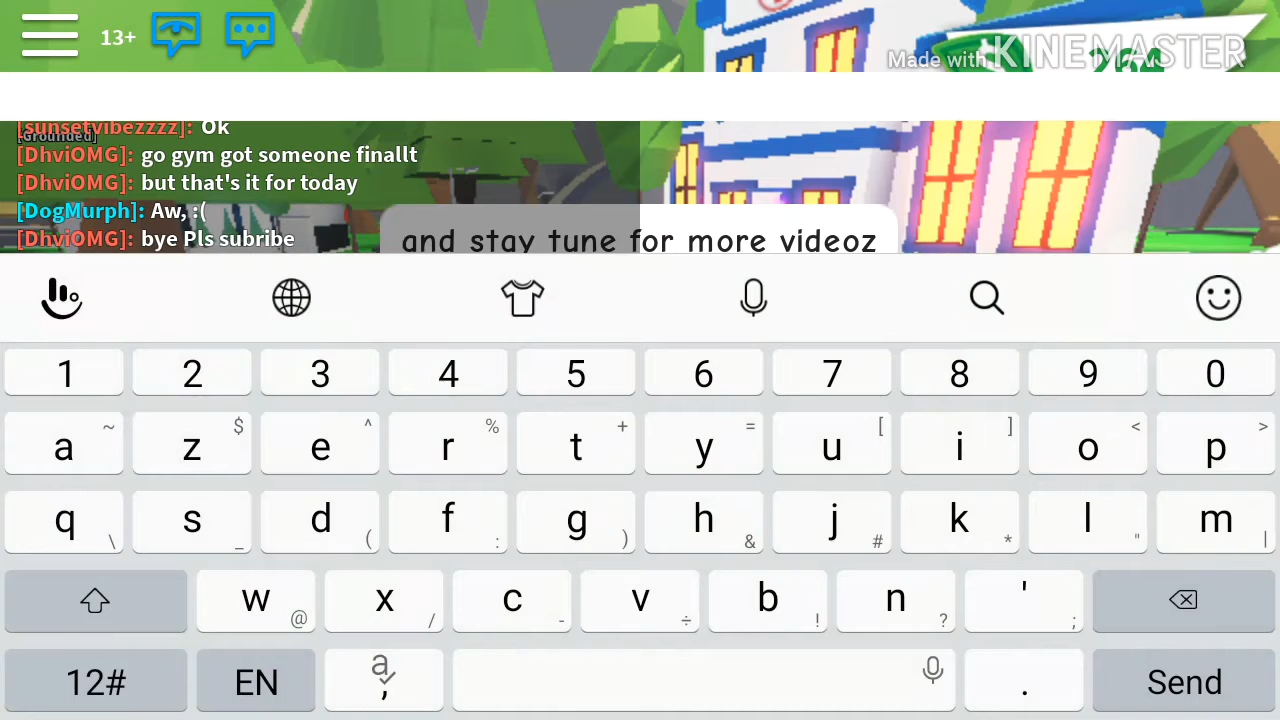 13+
Made with KINEMASTER
[sunsetvibezzzz]: Ok
[Grounded]
[DhviOMG]: go gym got someone finallt
[DhviOMG]: but that's it for today
[DogMurph]: Aw, :(
[DhviOMG]: bye Pls subribe
and stay tune for more videoz
1 2 3 4 5 6 7 8 9 0
~ $ ^ % + = [ ] < >
a z e r t y u i o p
q s d f g h j k l m
\ _ ( : ) & # * " |
w x c v b n '
@ / - ÷ ! ? ;
12# EN a , . Send